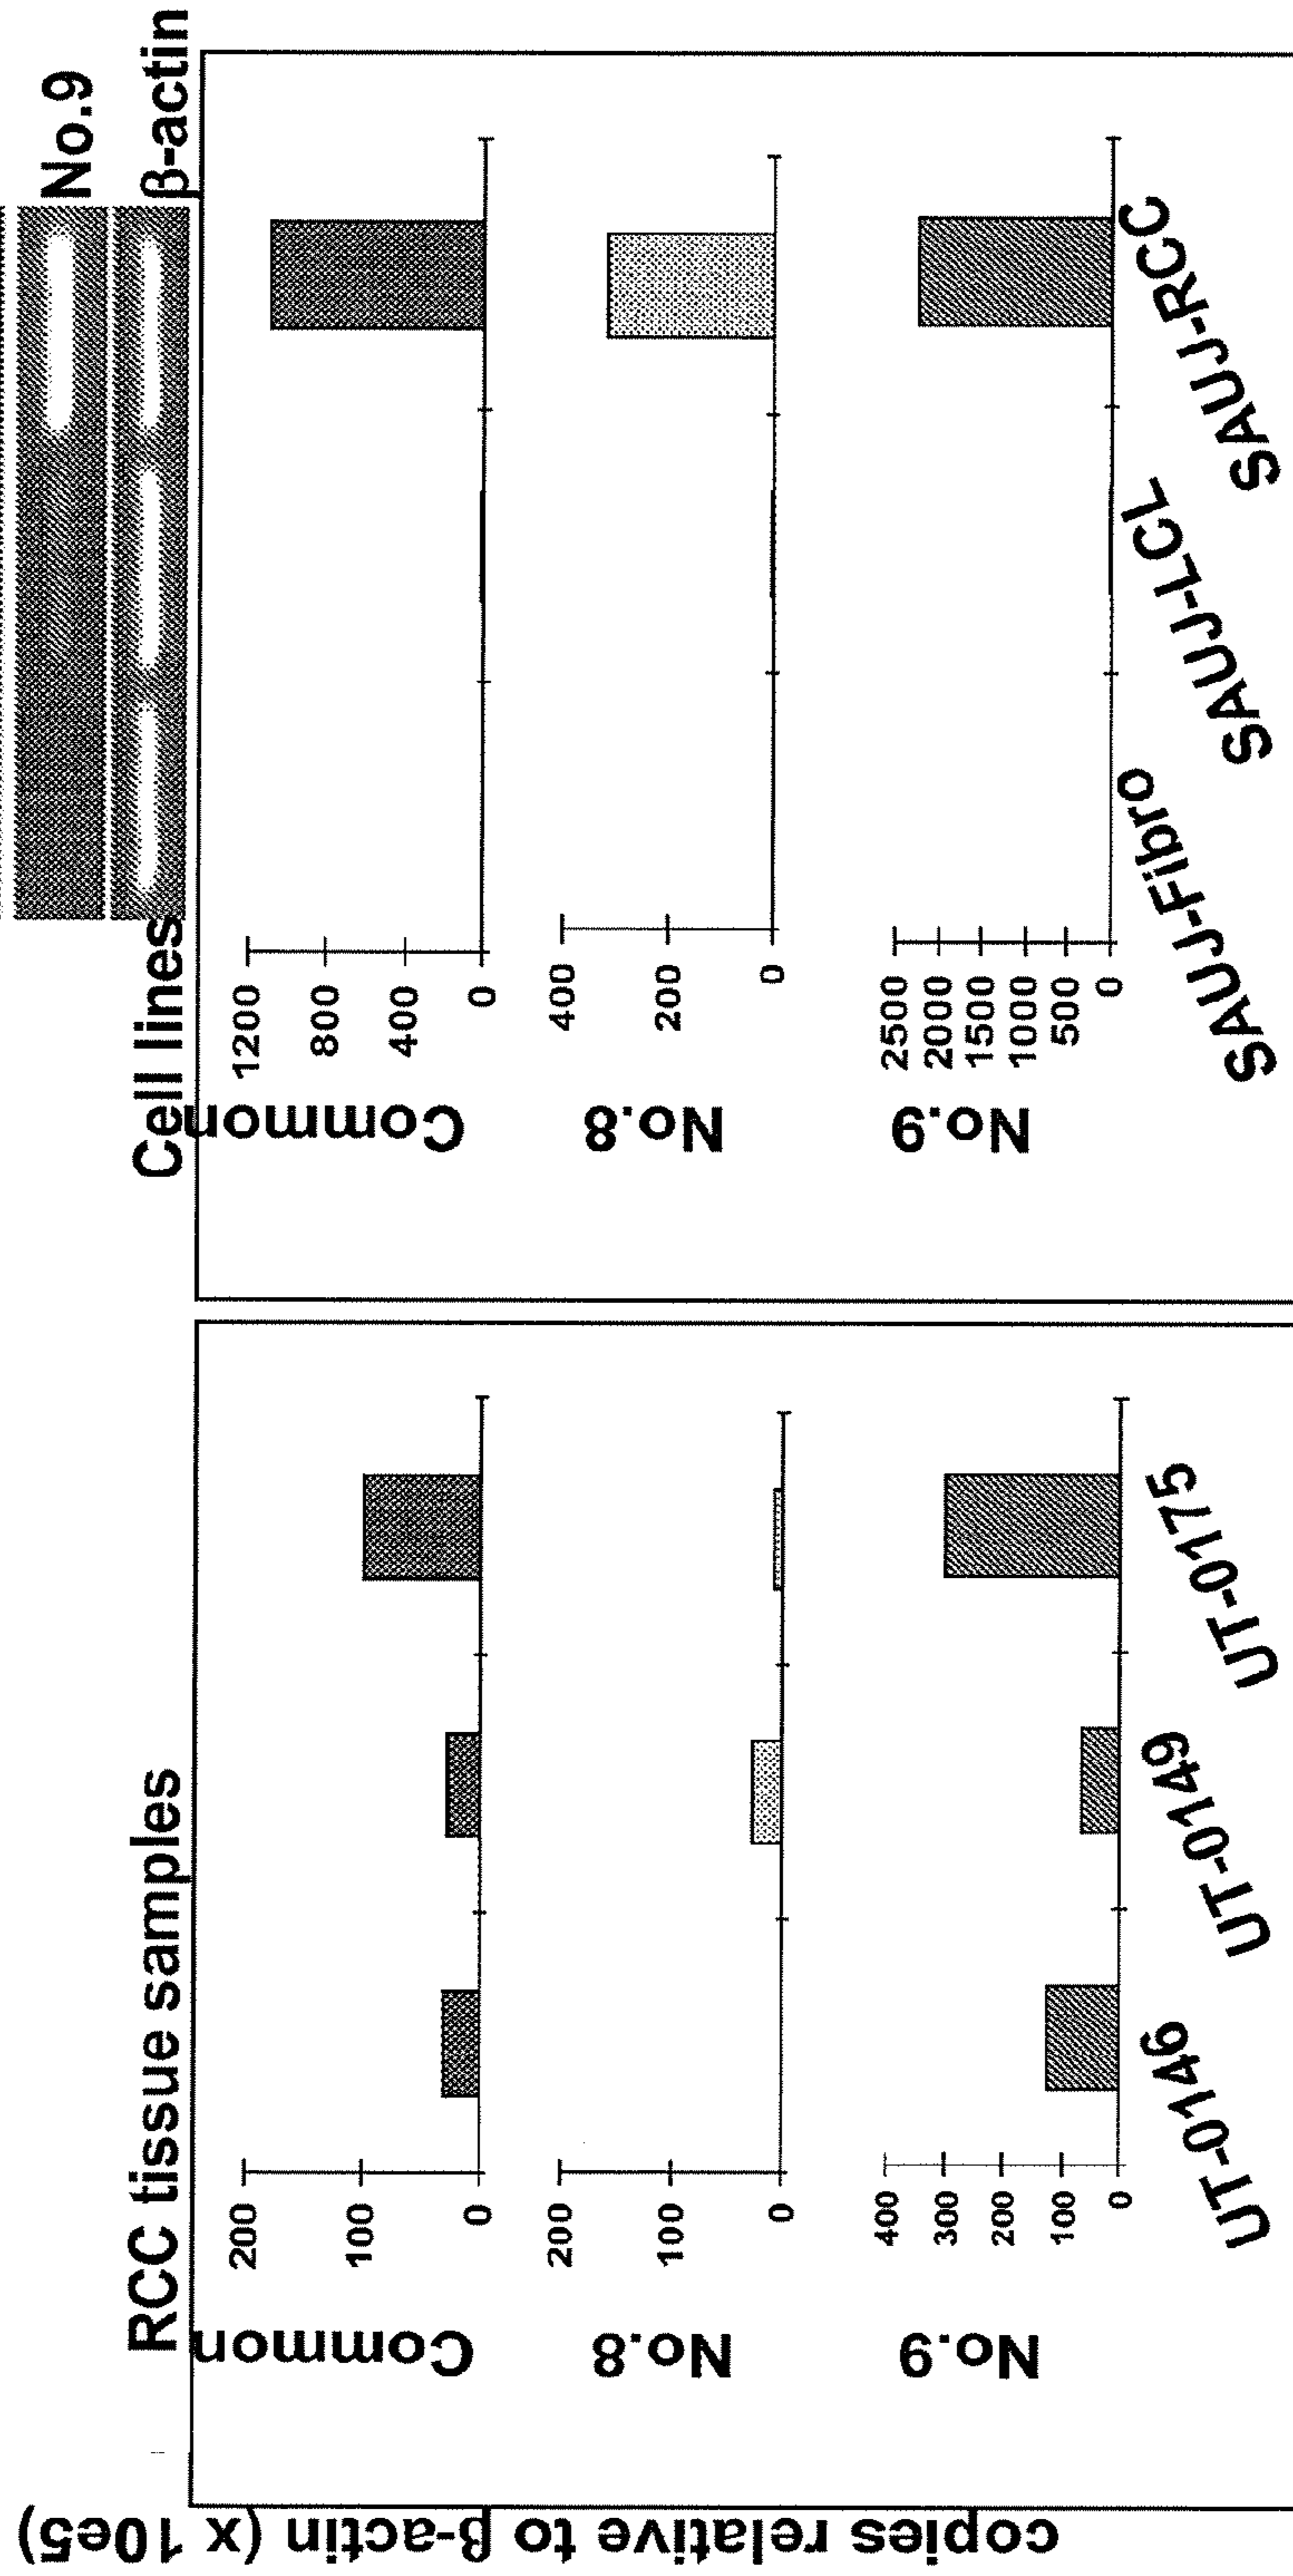 No.9
β-actin
copies relative to β-actin (x 10e5)
RCC tissue samples
Common
200
100
0
No.8
200
100
0
No.9
400
300
200
100
0
UT-0146
UT-0149
UT-0175
Cell lines
Common
1200
800
400
0
No.8
400
200
0
No.9
2500
2000
1500
1000
500
0
SAUJ-Fibro
SAUJ-LCL
SAUJ-RCC